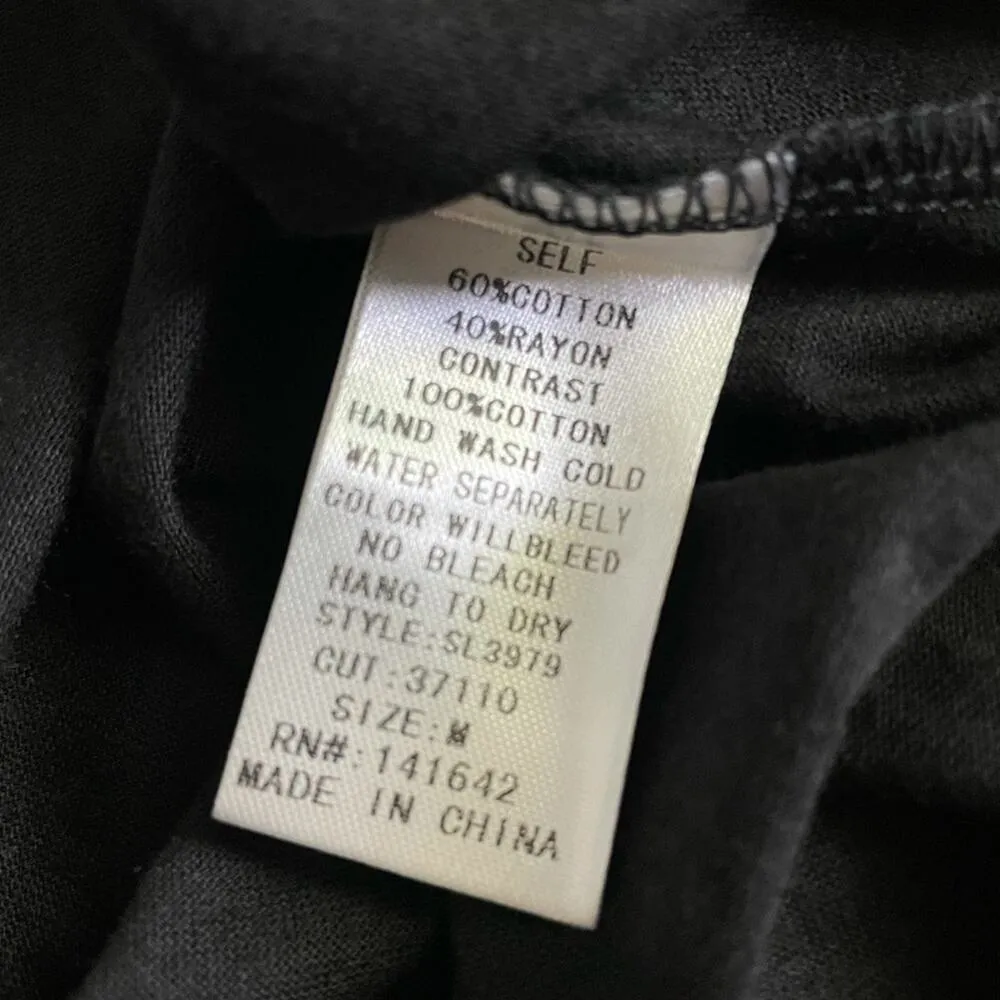 SELF
60%COTTON
40%RAYON
CONTRAST
100%COTTON
HAND WASH COLD
WATER SEPARATELY
COLOR WILLBLEED
NO BLEACH
HANG TO DRY
STYLE:SL3979
CUT:37110
SIZE:M
RN#:141642
MADE IN CHINA